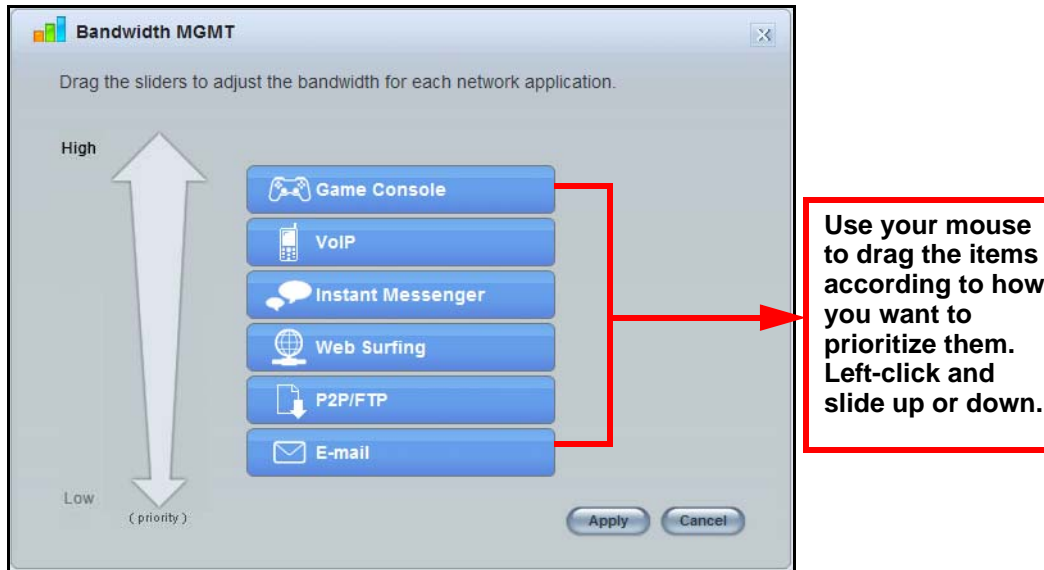 Bandwidth MGMT
Drag the sliders to adjust the bandwidth for each network application.
High
Game Console
VoIP
Instant Messenger
Web Surfing
P2P/FTP
E-mail
Low
( priority )
Apply
Cancel
Use your mouse
to drag the items
according to how
you want to
prioritize them.
Left-click and
slide up or down.